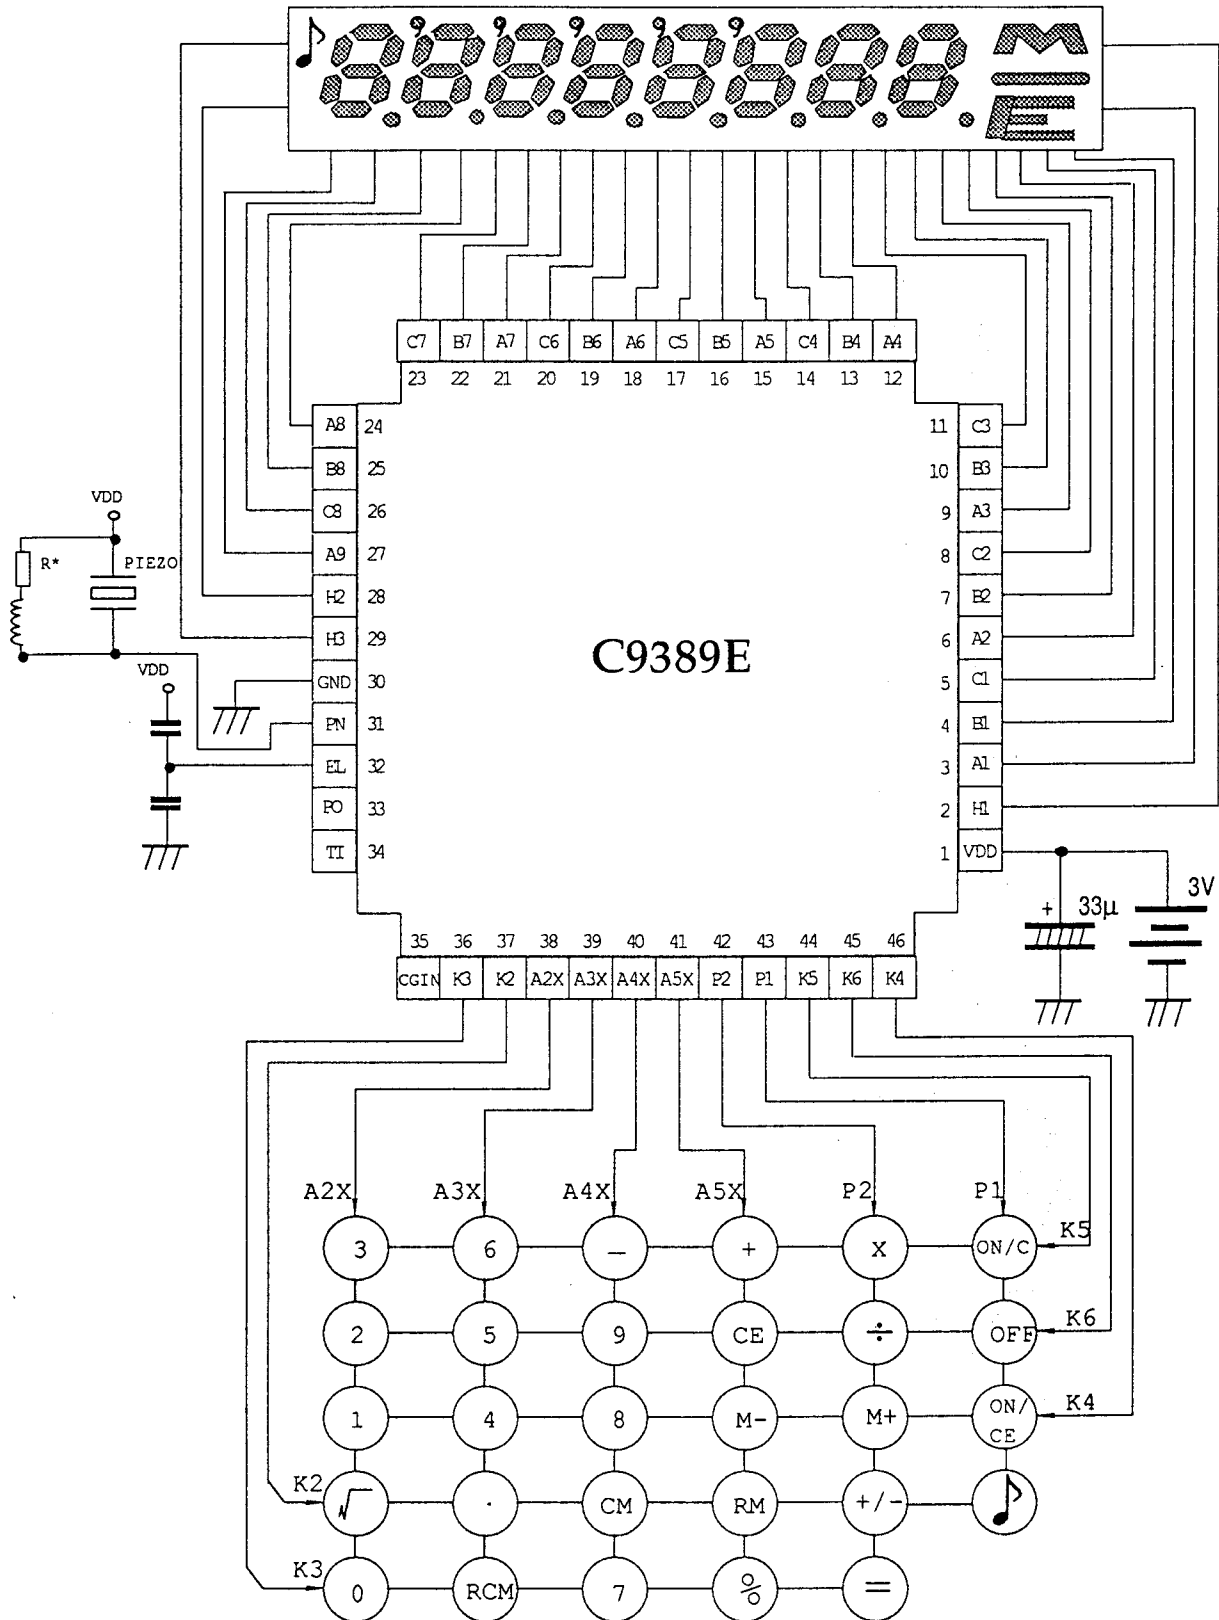 M
E
C7 B7 A7 C6 B6 A6 C5 B5 A5 C4 B4 A4
23 22 21 20 19 18 17 16 15 14 13 12
A8 24 11 C3
B8 25 10 B3
C8 26 9 A3
VDD
R* PIEZO A9 27 8 C2
H2 28 7 B2
H3 29 6 A2
C9389E
VDD
GND 30 5 C1
PN 31 4 B1
EL 32 3 A1
PO 33 2 H1
TI 34 1 VDD
+ 33μ 3V
35 36 37 38 39 40 41 42 43 44 45 46
CGIN K3 K2 A2X A3X A4X A5X P2 P1 K5 K6 K4
A2X A3X A4X A5X P2 P1
3 6 — + X ON/C K5
2 5 9 CE ÷ OFF K6
1 4 8 M- M+ ON/CE K4
K2 √ · CM RM +/- ♪
K3 0 RCM 7 % =